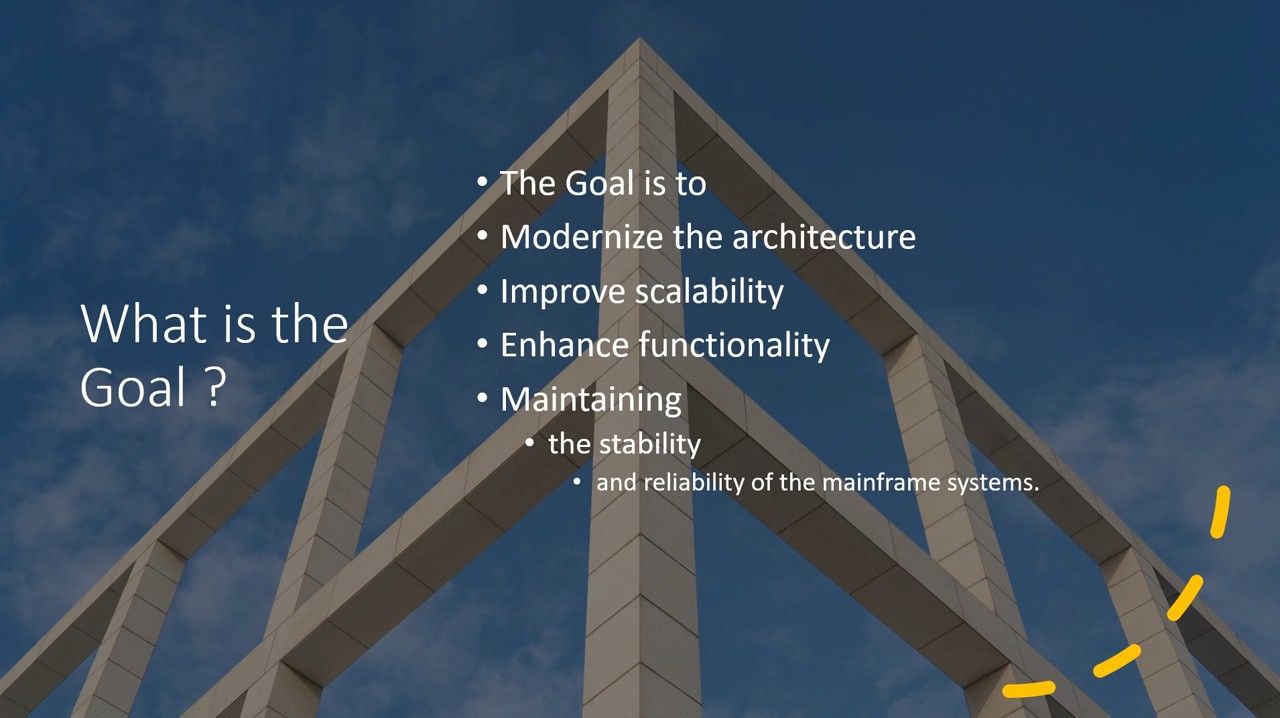 What is the
Goal ?
• The Goal is to
• Modernize the architecture
• Improve scalability
• Enhance functionality
• Maintaining
• the stability
• and reliability of the mainframe systems.